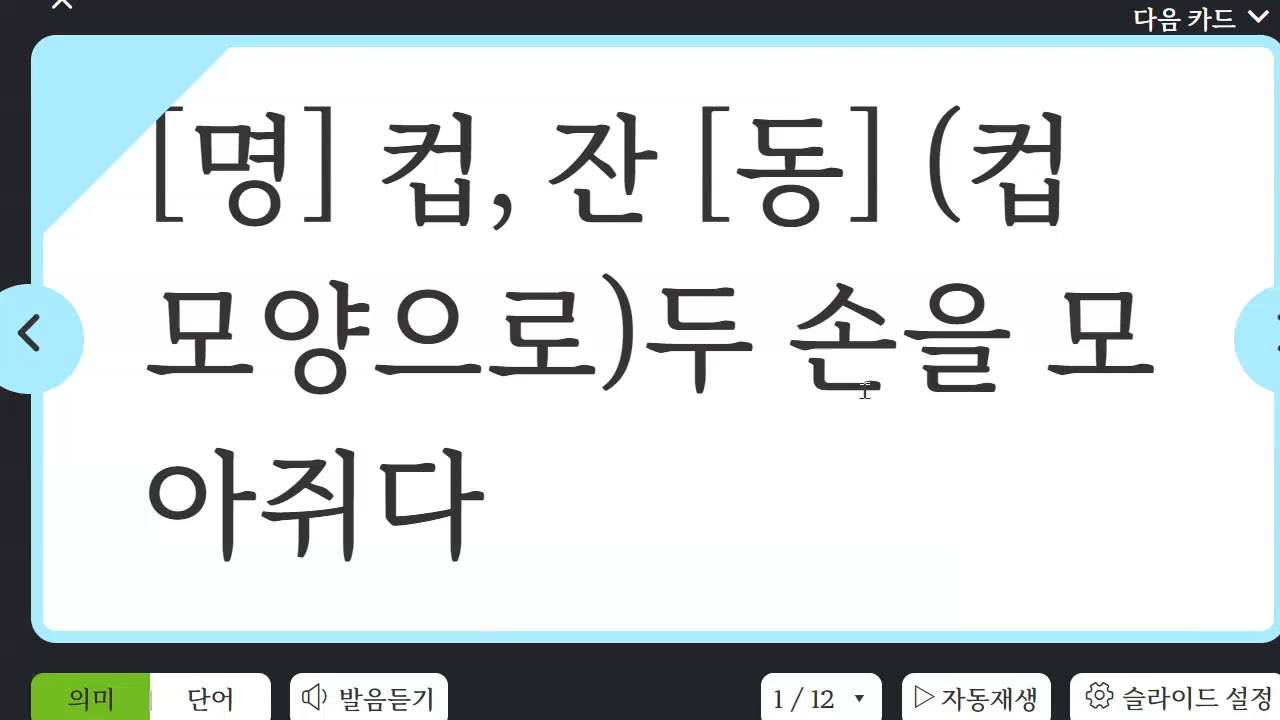 다음 카드
[명] 컵, 잔 [동] (컵
모양으로)두 손을 모
아쥐다
의미 단어 발음듣기 1 / 12 자동재생 슬라이드 설정